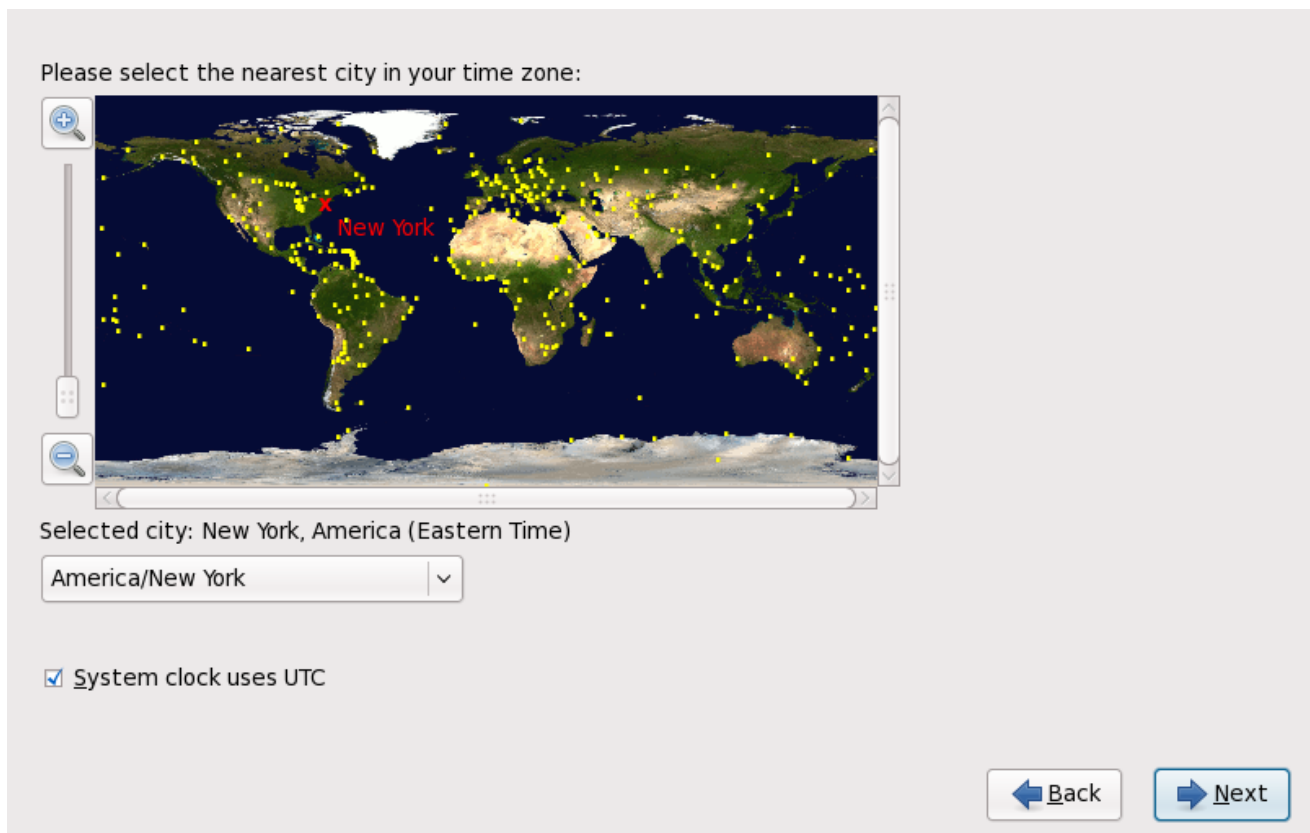 Please select the nearest city in your time zone:
x
New York
Selected city: New York, America (Eastern Time)
America/New York
System clock uses UTC
Back
Next